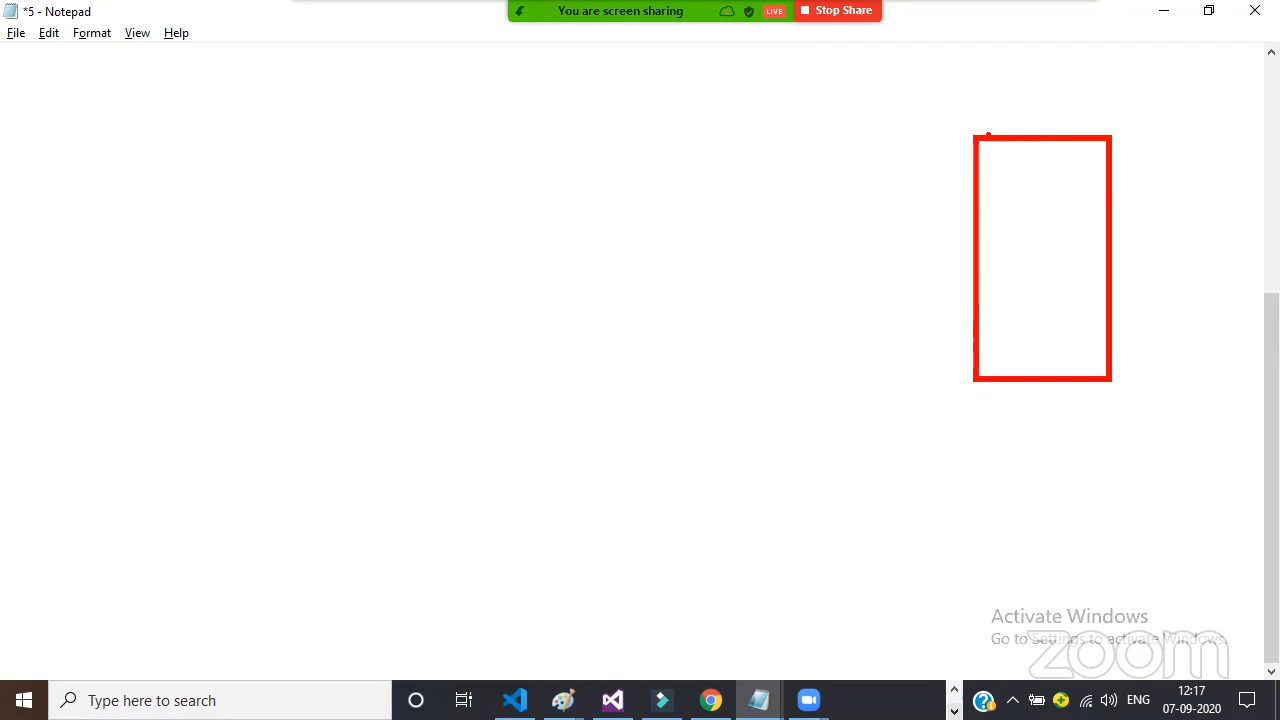 *5 - Notepad
You are screen sharing
LIVE
Stop Share
File Edit Format View Help
Activate Windows
Go to Settings to activate Windows.
zoom
Type here to search
ENG
12:17
07-09-2020